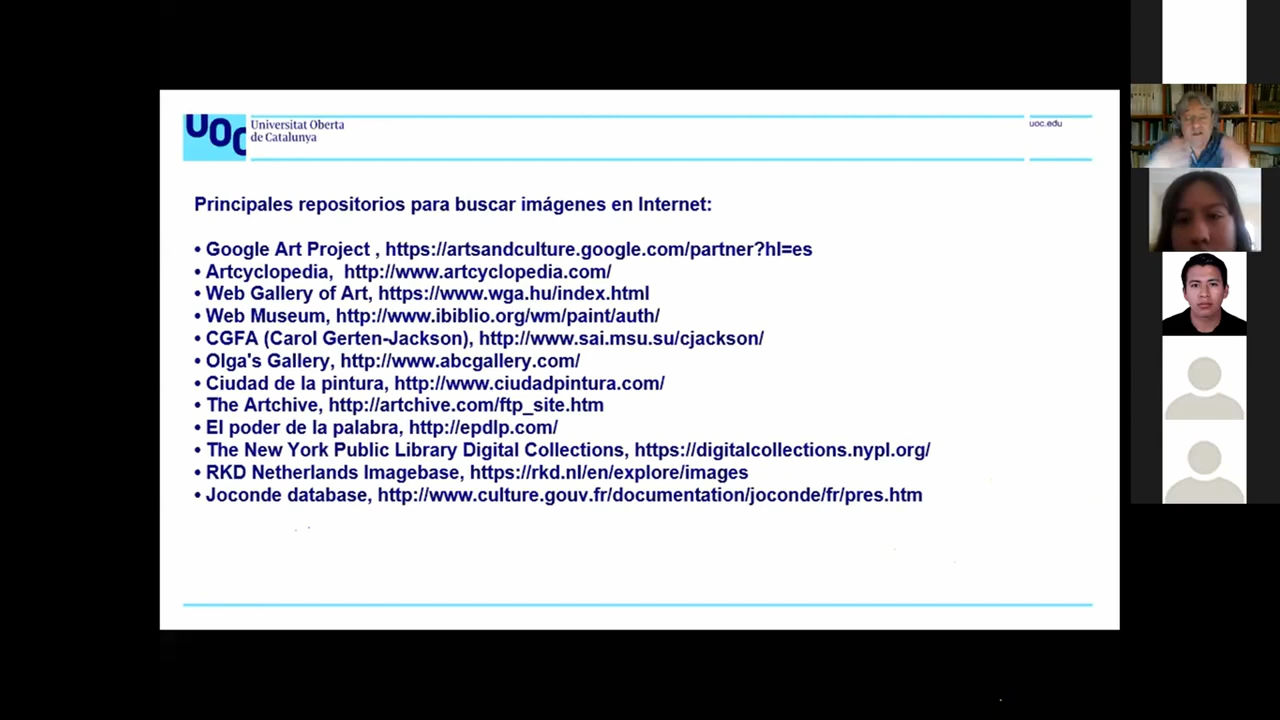 UOC
Universitat Oberta
de Catalunya
uoc.edu
Principales repositorios para buscar imágenes en Internet:
• Google Art Project , https://artsandculture.google.com/partner?hl=es
• Artcyclopedia, http://www.artcyclopedia.com/
• Web Gallery of Art, https://www.wga.hu/index.html
• Web Museum, http://www.ibiblio.org/wm/paint/auth/
• CGFA (Carol Gerten-Jackson), http://www.sai.msu.su/cjackson/
• Olga's Gallery, http://www.abcgallery.com/
• Ciudad de la pintura, http://www.ciudadpintura.com/
• The Artchive, http://artchive.com/ftp_site.htm
• El poder de la palabra, http://epdlp.com/
• The New York Public Library Digital Collections, https://digitalcollections.nypl.org/
• RKD Netherlands Imagebase, https://rkd.nl/en/explore/images
• Joconde database, http://www.culture.gouv.fr/documentation/joconde/fr/pres.htm